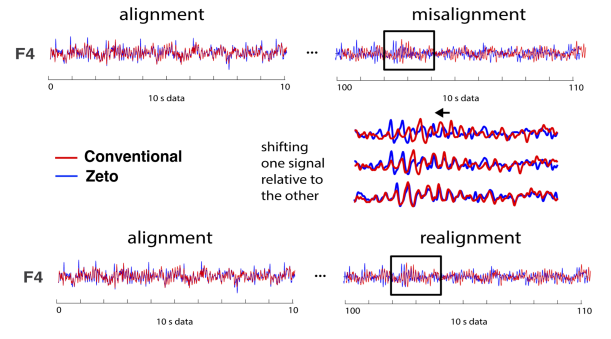 alignment misalignment
F4 ...
0 10 100 110
10 s data 10 s data
Conventional
Zeto
shifting
one signal
relative to
the other
alignment realignment
F4 ...
0 10 100 110
10 s data 10 s data